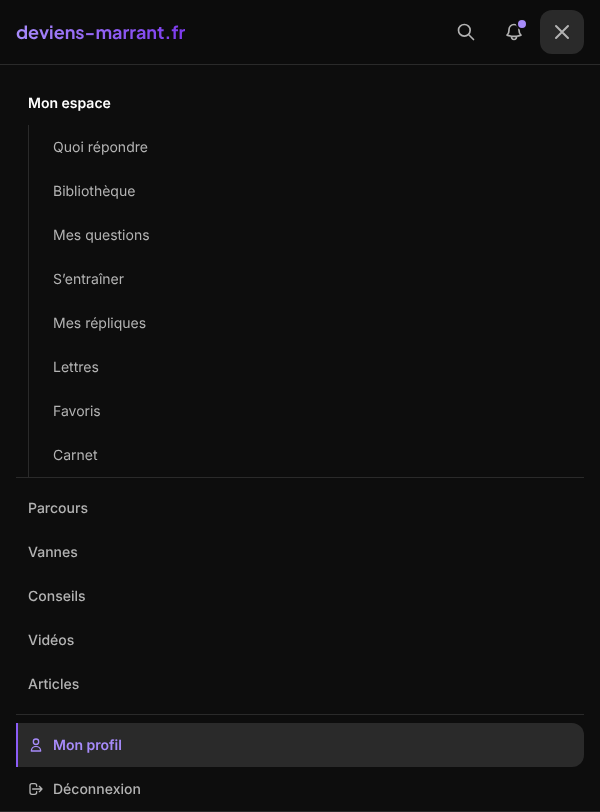 deviens-marrant.fr
Mon espace
Quoi répondre
Bibliothèque
Mes questions
S’entraîner
Mes répliques
Lettres
Favoris
Carnet
Parcours
Vannes
Conseils
Vidéos
Articles
Mon profil
Déconnexion